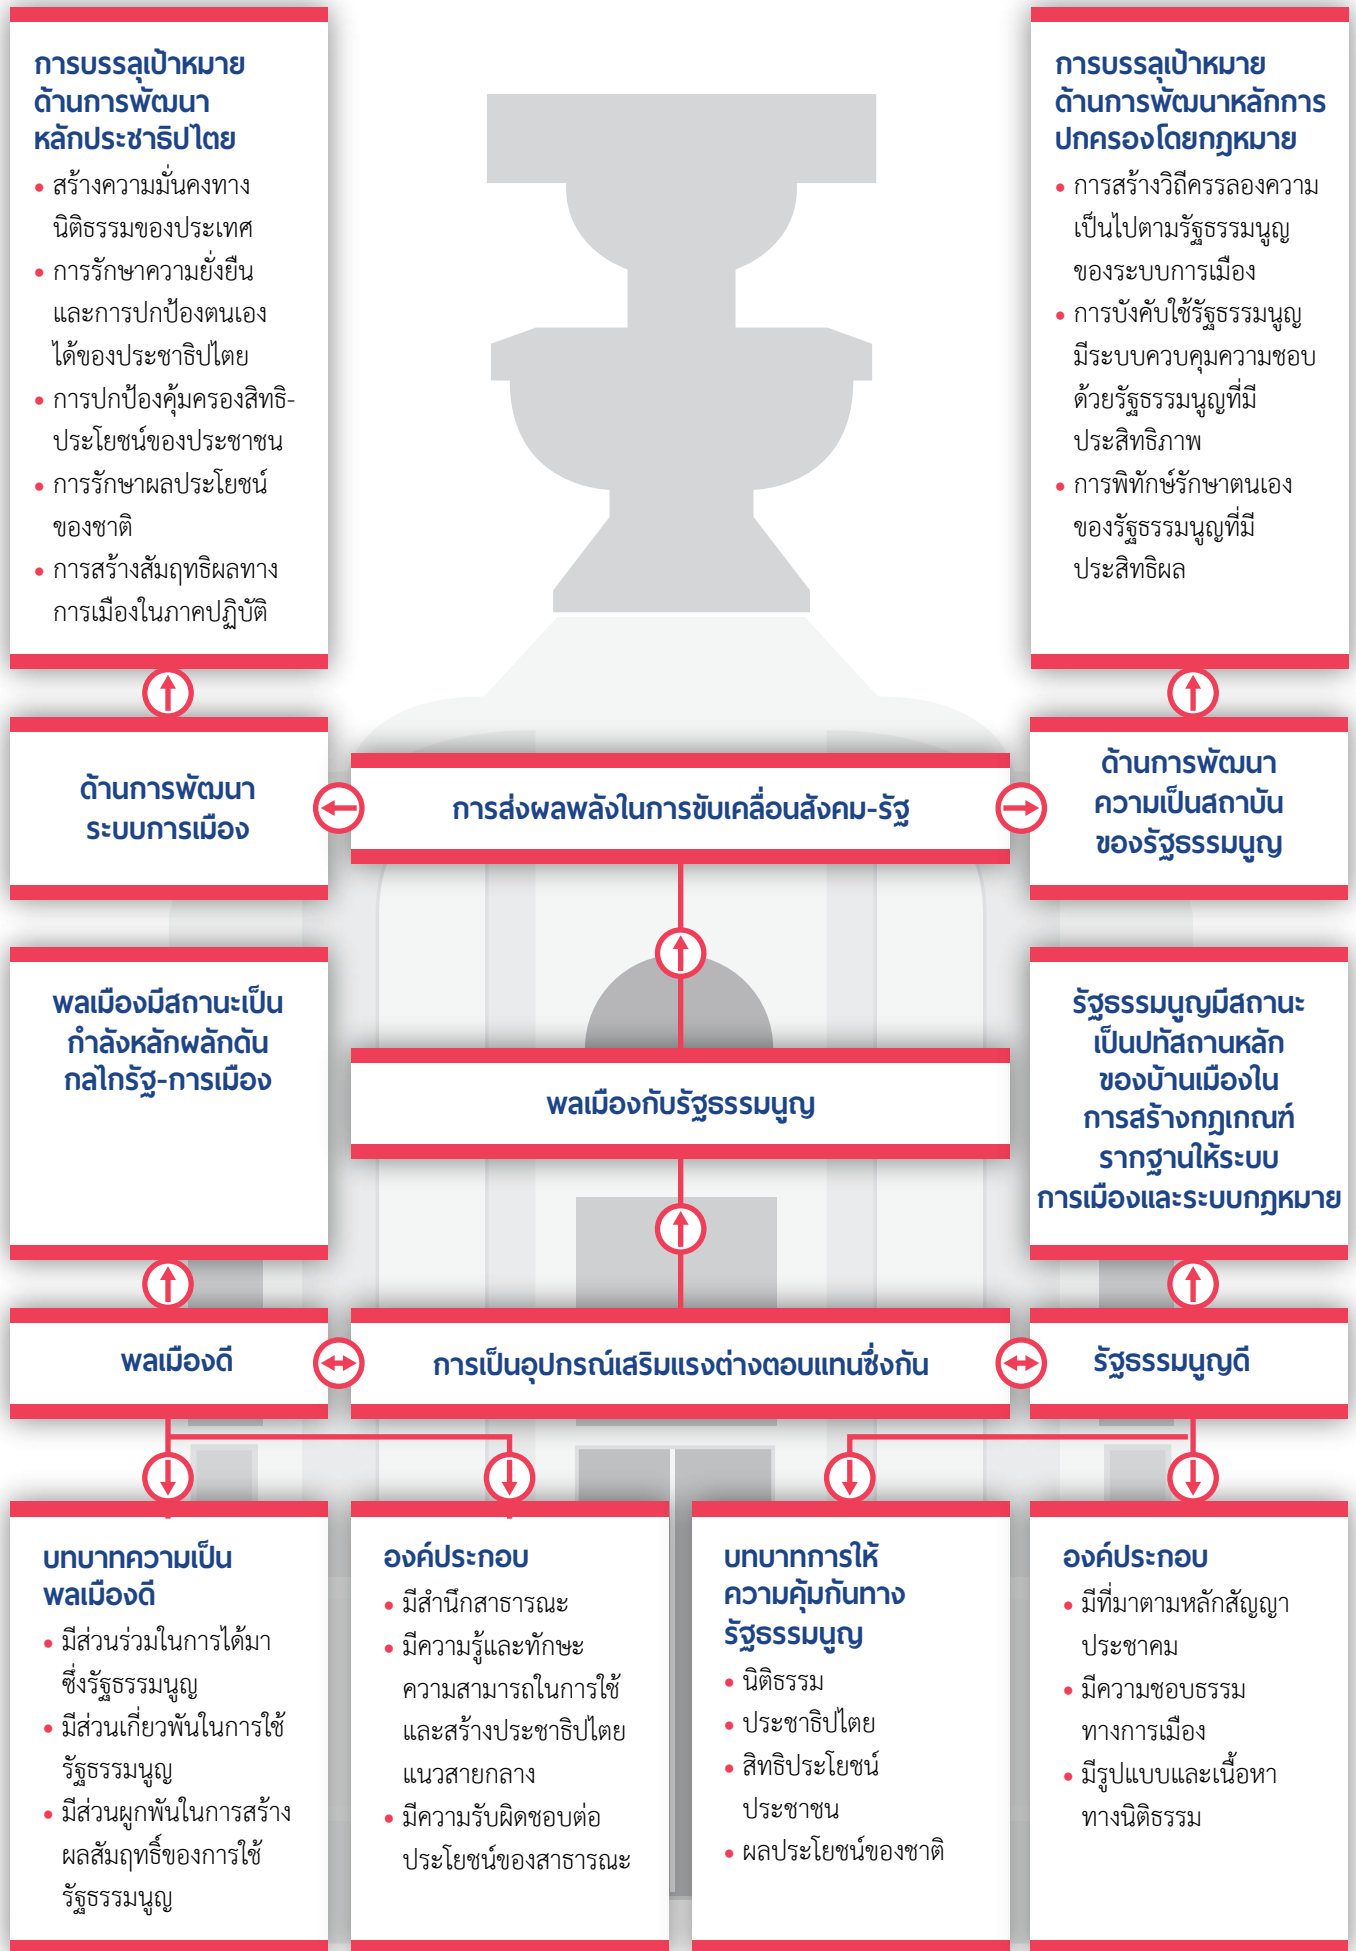 การบรรลุเป้าหมาย
ด้านการพัฒนา
หลักประชาธิปไตย
• สร้างความมั่นคงทาง
นิติธรรมของประเทศ
• การรักษาความยั่งยืน
และการปกป้องตนเอง
ได้ของประชาธิปไตย
• การปกป้องคุ้มครองสิทธิ-
ประโยชน์ของประชาชน
• การรักษาผลประโยชน์
ของชาติ
• การสร้างสัมฤทธิผลทาง
การเมืองในภาคปฏิบัติ
การบรรลุเป้าหมาย
ด้านการพัฒนาหลักการ
ปกครองโดยกฎหมาย
• การสร้างวิถีครรลองความ
เป็นไปตามรัฐธรรมนูญ
ของระบบการเมือง
• การบังคับใช้รัฐธรรมนูญ
มีระบบควบคุมความชอบ
ด้วยรัฐธรรมนูญที่มี
ประสิทธิภาพ
• การพิทักษ์รักษาตนเอง
ของรัฐธรรมนูญที่มี
ประสิทธิผล
ด้านการพัฒนา
ระบบการเมือง
การส่งผลพลังในการขับเคลื่อนสังคม-รัฐ
ด้านการพัฒนา
ความเป็นสถาบัน
ของรัฐธรรมนูญ
พลเมืองมีสถานะเป็น
กำลังหลักผลักดัน
กลไกรัฐ-การเมือง
พลเมืองกับรัฐธรรมนูญ
รัฐธรรมนูญมีสถานะ
เป็นปทัสถานหลัก
ของบ้านเมืองใน
การสร้างกฎเกณฑ์
รากฐานให้ระบบ
การเมืองและระบบกฎหมาย
พลเมืองดี
การเป็นอุปกรณ์เสริมแรงต่างตอบแทนซึ่งกัน
รัฐธรรมนูญดี
บทบาทความเป็น
พลเมืองดี
• มีส่วนร่วมในการได้มา
ซึ่งรัฐธรรมนูญ
• มีส่วนเกี่ยวพันในการใช้
รัฐธรรมนูญ
• มีส่วนผูกพันในการสร้าง
ผลสัมฤทธิ์ของการใช้
รัฐธรรมนูญ
องค์ประกอบ
• มีสำนึกสาธารณะ
• มีความรู้และทักษะ
ความสามารถในการใช้
และสร้างประชาธิปไตย
แนวสายกลาง
• มีความรับผิดชอบต่อ
ประโยชน์ของสาธารณะ
บทบาทการให้
ความคุ้มกันทาง
รัฐธรรมนูญ
• นิติธรรม
• ประชาธิปไตย
• สิทธิประโยชน์
ประชาชน
• ผลประโยชน์ของชาติ
องค์ประกอบ
• มีที่มาตามหลักสัญญา
ประชาคม
• มีความชอบธรรม
ทางการเมือง
• มีรูปแบบและเนื้อหา
ทางนิติธรรม